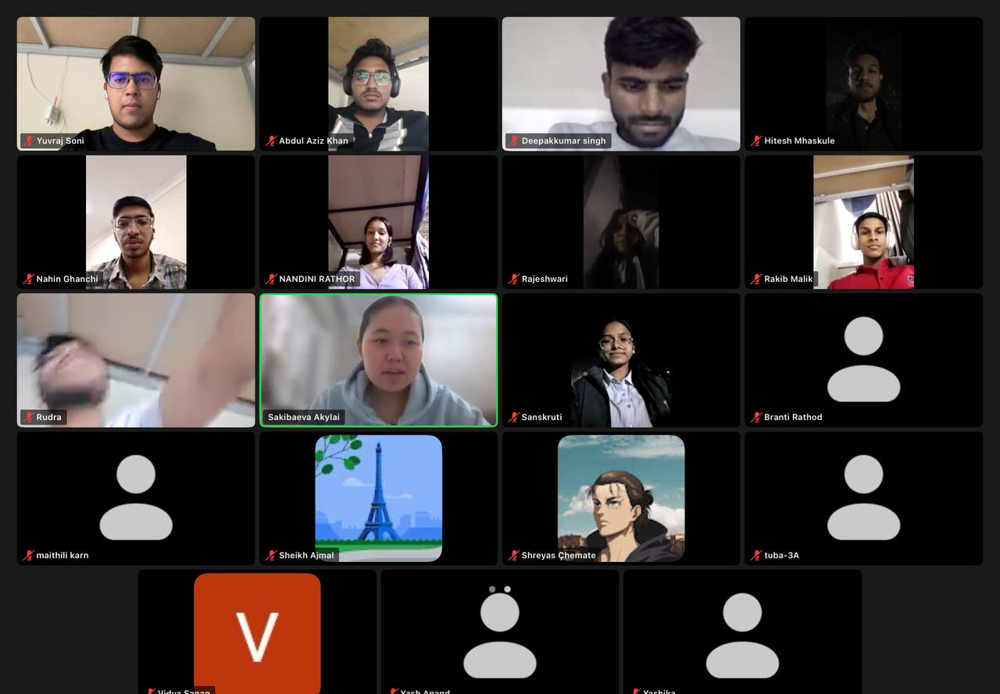 Yuvraj Soni
Abdul Aziz Khan
Deepakkumar singh
Hitesh Mhaskule
Nahin Ghanchi
NANDINI RATHOR
Rajeshwari
Rakib Malik
Rudra
Sakibaeva Akylai
Sanskruti
Branti Rathod
maithili karn
Sheikh Ajmal
Shreyas Chemate
tuba-3A
V
Vidya Sanap
Yash Anand
Yashika